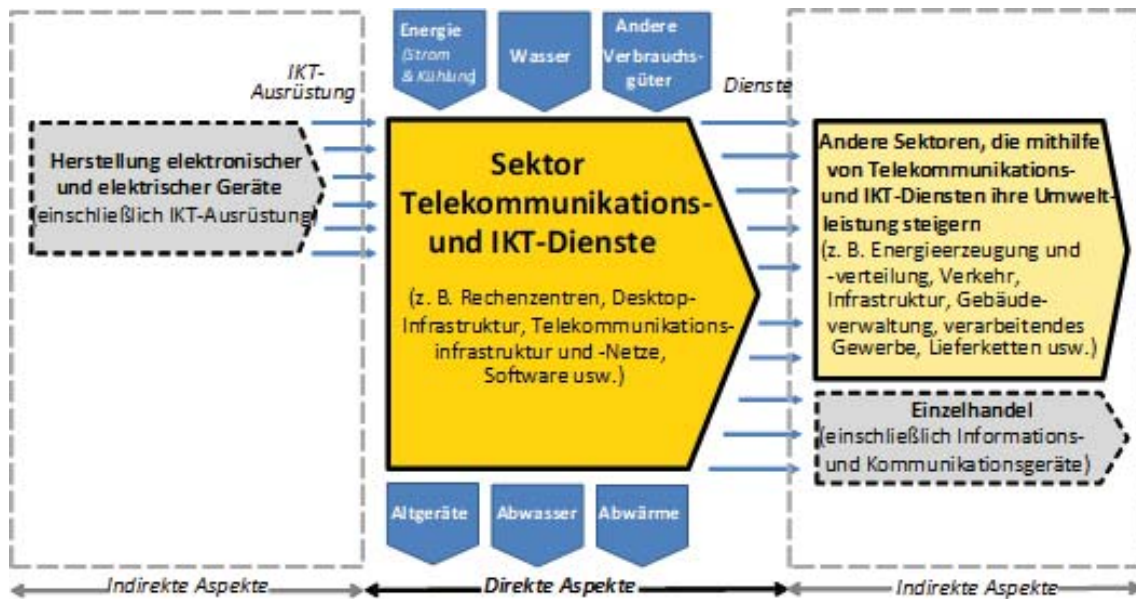 Energie
(Strom
& Kühlung)
Wasser
Andere
Verbrauchs-
güter
IKT-
Ausrüstung
Dienste
Herstellung elektronischer
und elektrischer Geräte
(einschließlich IKT-Ausrüstung)
Sektor
Telekommunikations-
und IKT-Dienste
(z. B. Rechenzentren, Desktop-
Infrastruktur, Telekommunikations-
infrastruktur und -Netze,
Software usw.)
Andere Sektoren, die mithilfe
von Telekommunikations-
und IKT-Diensten ihre Umwelt-
leistung steigern
(z. B. Energieerzeugung und
-verteilung, Verkehr,
Infrastruktur, Gebäude-
verwaltung, verarbeitendes
Gewerbe, Lieferketten usw.)
Einzelhandel
(einschließlich Informations-
und Kommunikationsgeräte)
Altgeräte
Abwasser
Abwärme
Indirekte Aspekte
Direkte Aspekte
Indirekte Aspekte